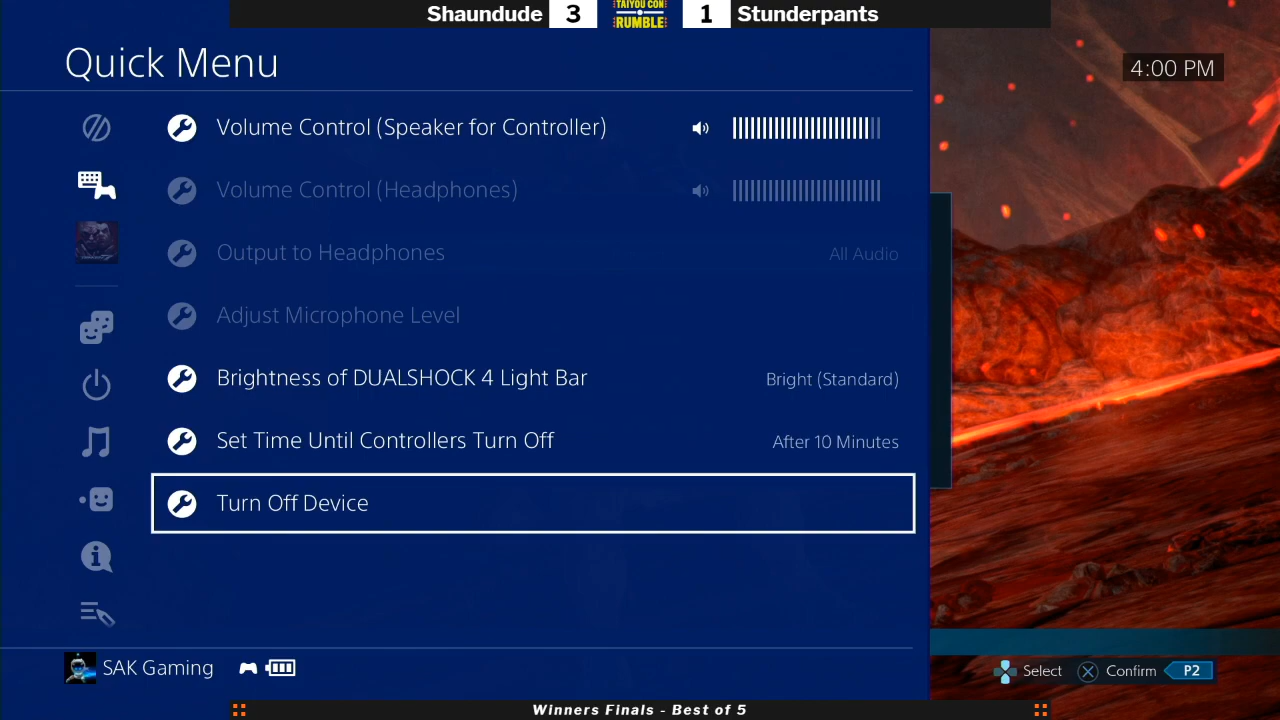 Shaundude 3 TAIYOU CON RUMBLE 1 Stunderpants
Quick Menu
4:00 PM
Volume Control (Speaker for Controller)
Volume Control (Headphones)
Output to Headphones All Audio
Adjust Microphone Level
Brightness of DUALSHOCK 4 Light Bar Bright (Standard)
Set Time Until Controllers Turn Off After 10 Minutes
Turn Off Device
SAK Gaming
Select Confirm P2
Winners Finals - Best of 5